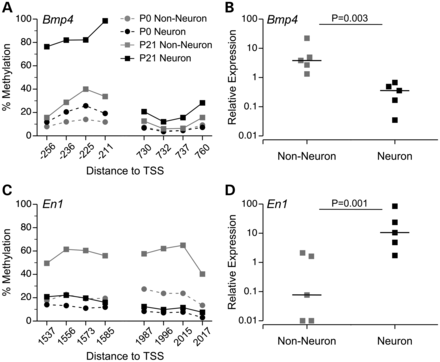 A
Bmp4
P0 Non-Neuron
P0 Neuron
P21 Non-Neuron
P21 Neuron
% Methylation
100
80
60
40
20
0
-256
-236
-225
-211
730
732
737
760
Distance to TSS
B
Bmp4
P=0.003
Relative Expression
100
10
1
0.1
0.01
Non-Neuron
Neuron
C
En1
% Methylation
100
80
60
40
20
0
1537
1556
1573
1585
1987
1996
2015
2017
Distance to TSS
D
En1
P=0.001
Relative Expression
100
10
1
0.1
0.01
Non-Neuron
Neuron